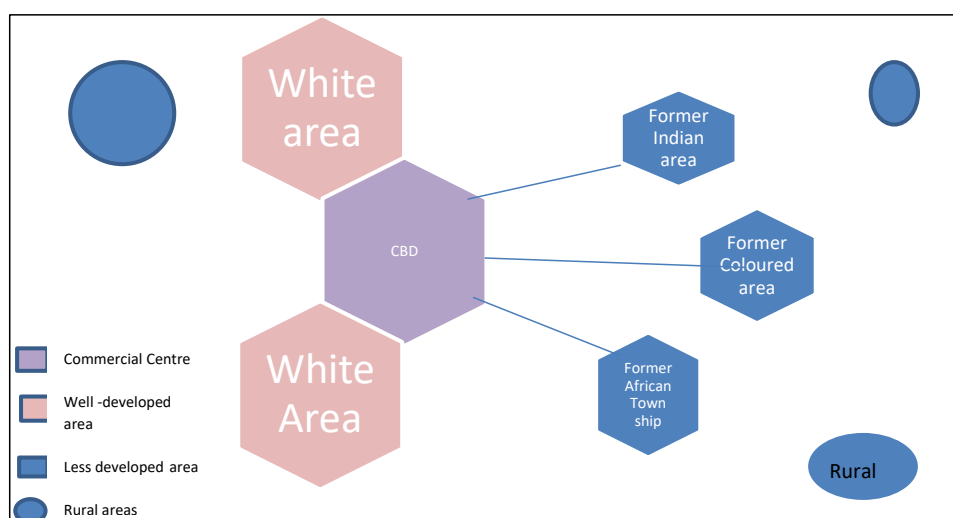 White
area
Former
Indian
area
CBD
Former
Coloured
area
White
Area
Former
African
Town
ship
Rural
Commercial Centre
Well -developed
area
Less developed area
Rural areas